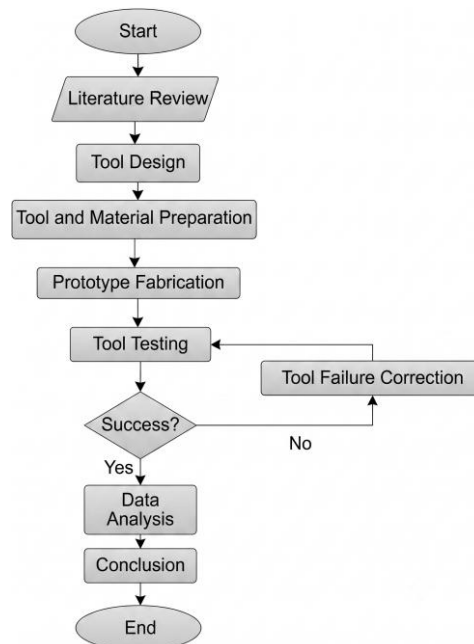 Start
Literature Review
Tool Design
Tool and Material Preparation
Prototype Fabrication
Tool Testing
Tool Failure Correction
Success?
No
Yes
Data
Analysis
Conclusion
End